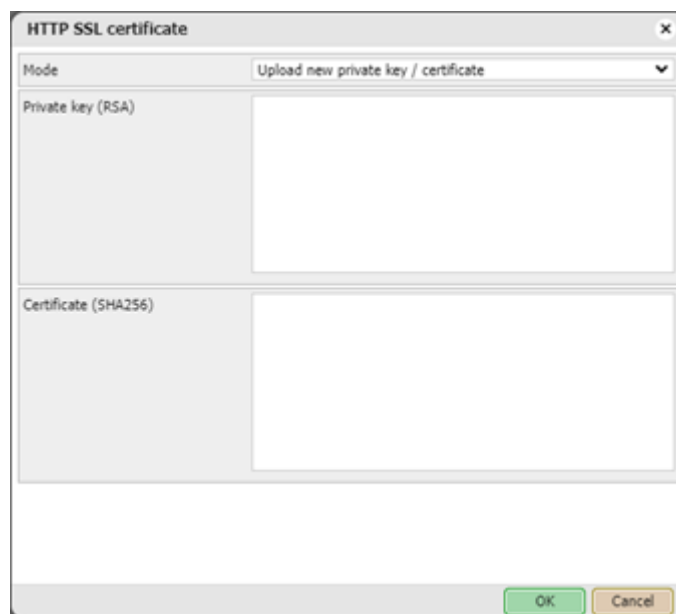 HTTP SSL certificate
Mode Upload new private key / certificate
Private key (RSA)
Certificate (SHA256)
OK Cancel